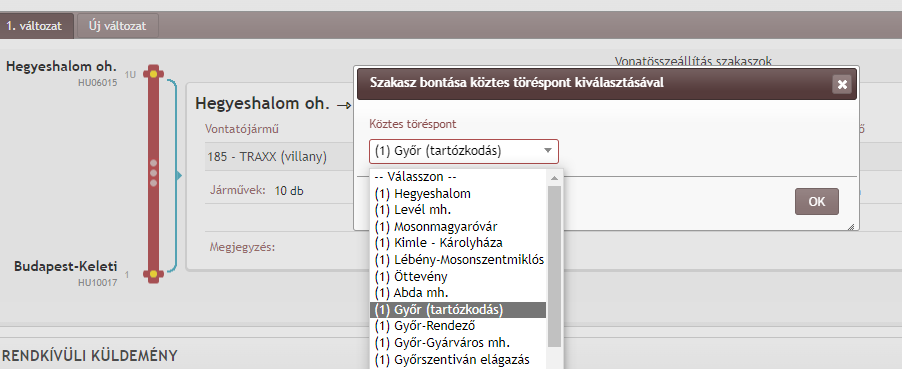 1. változat
Új változat
Hegyeshalom oh.
HU06015
1U
Budapest-Keleti
HU10017
1
Vonatösszeállítás szakaszok
Hegyeshalom oh. →
Vontatójármű
185 - TRAXX (villany)
Járművek: 10 db
Megjegyzés:
Szakasz bontása köztes töréspont kiválasztásával
Köztes töréspont
(1) Győr (tartózkodás)
-- Válasszon --
(1) Hegyeshalom
(1) Levél mh.
(1) Mosonmagyaróvár
(1) Kimle - Károlyháza
(1) Lébény-Mosonszentmiklós
(1) Öttevény
(1) Abda mh.
(1) Győr (tartózkodás)
(1) Győr-Rendező
(1) Győr-Gyárváros mh.
(1) Győrszentiván elágazás
OK
RENDKÍVÜLI KÜLDEMÉNY